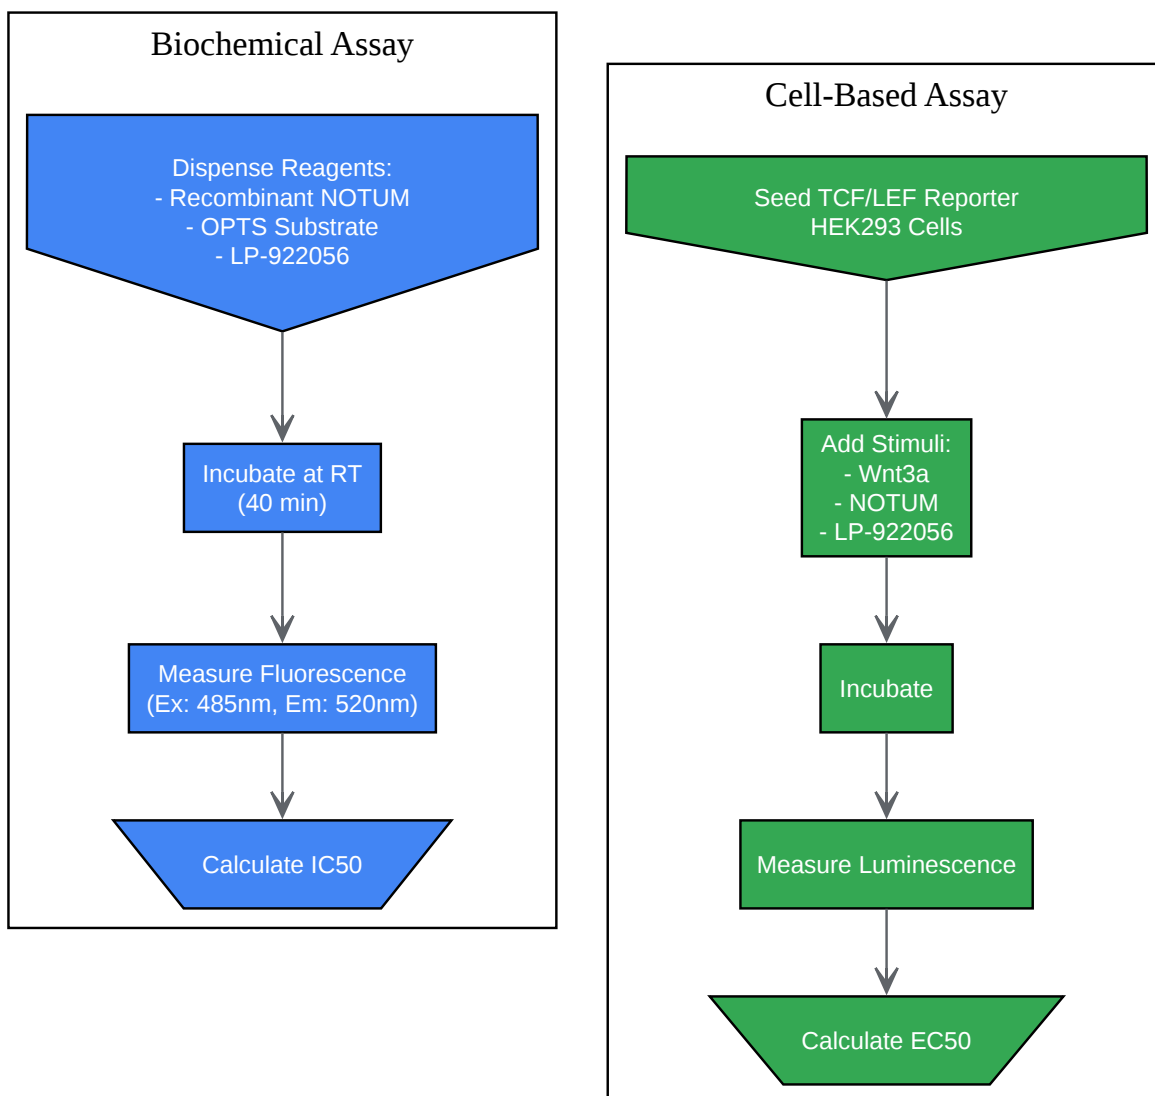 Biochemical Assay
Dispense Reagents:
- Recombinant NOTUM
- OPTS Substrate
- LP-922056
Incubate at RT
(40 min)
Measure Fluorescence
(Ex: 485nm, Em: 520nm)
Calculate IC50
Cell-Based Assay
Seed TCF/LEF Reporter
HEK293 Cells
Add Stimuli:
- Wnt3a
- NOTUM
- LP-922056
Incubate
Measure Luminescence
Calculate EC50